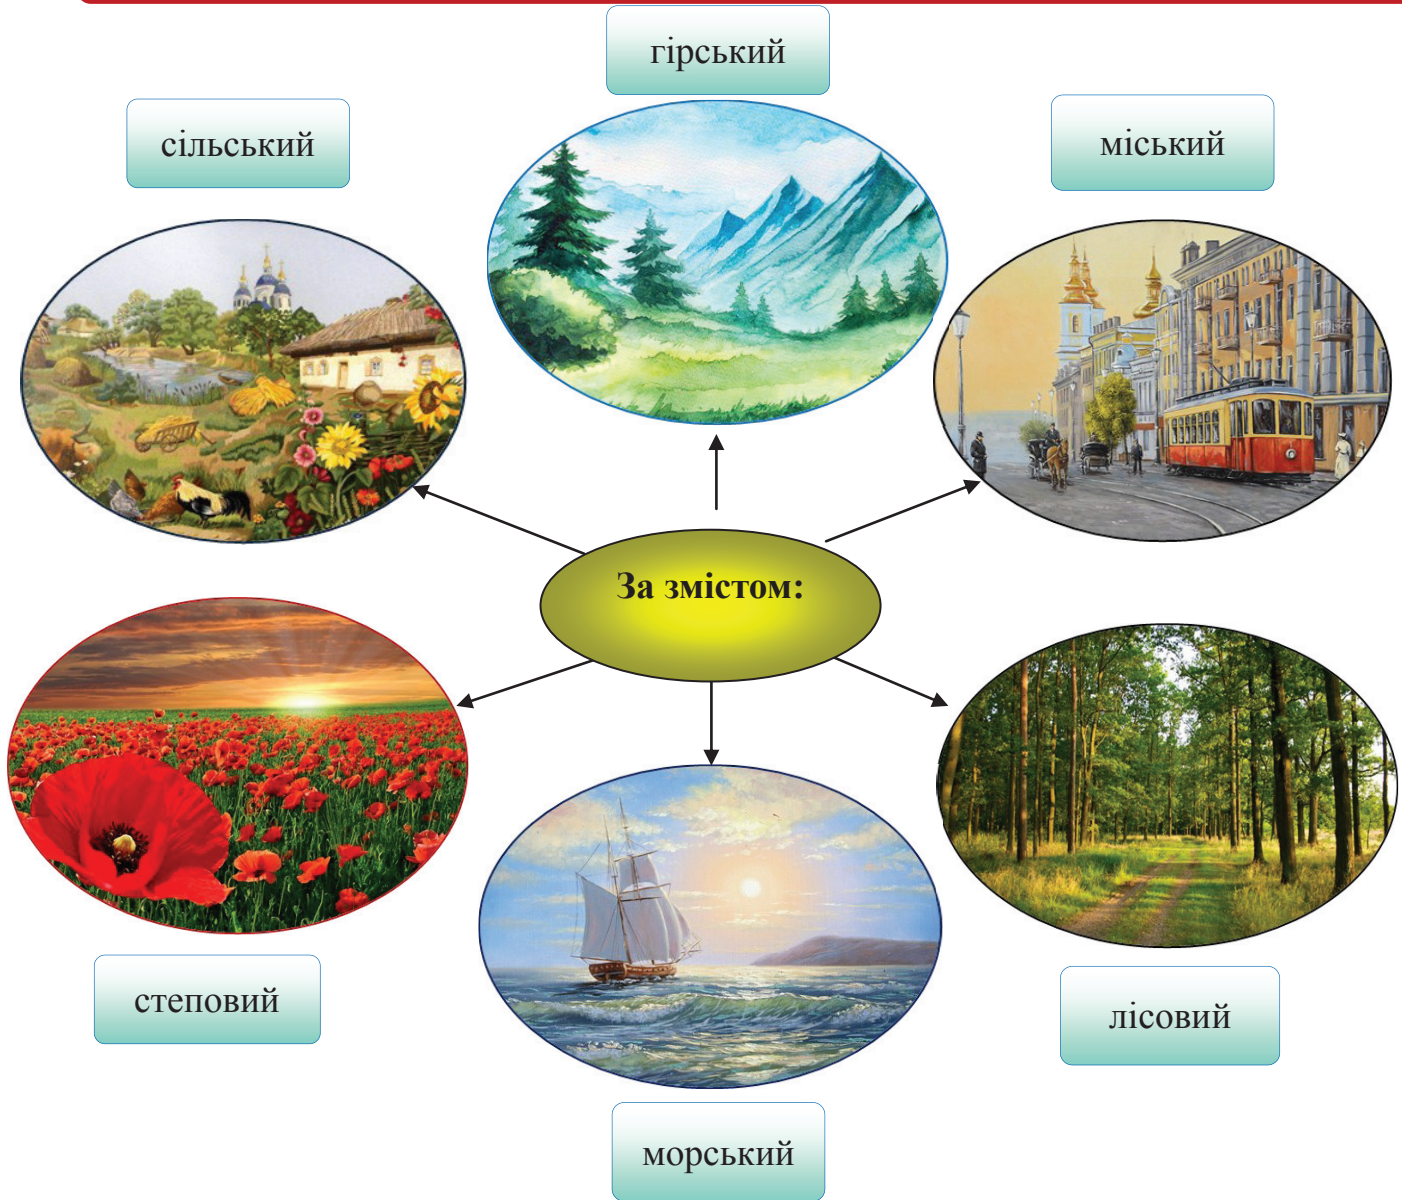 гірський
сільський
міський
За змістом:
степовий
лісовий
морський